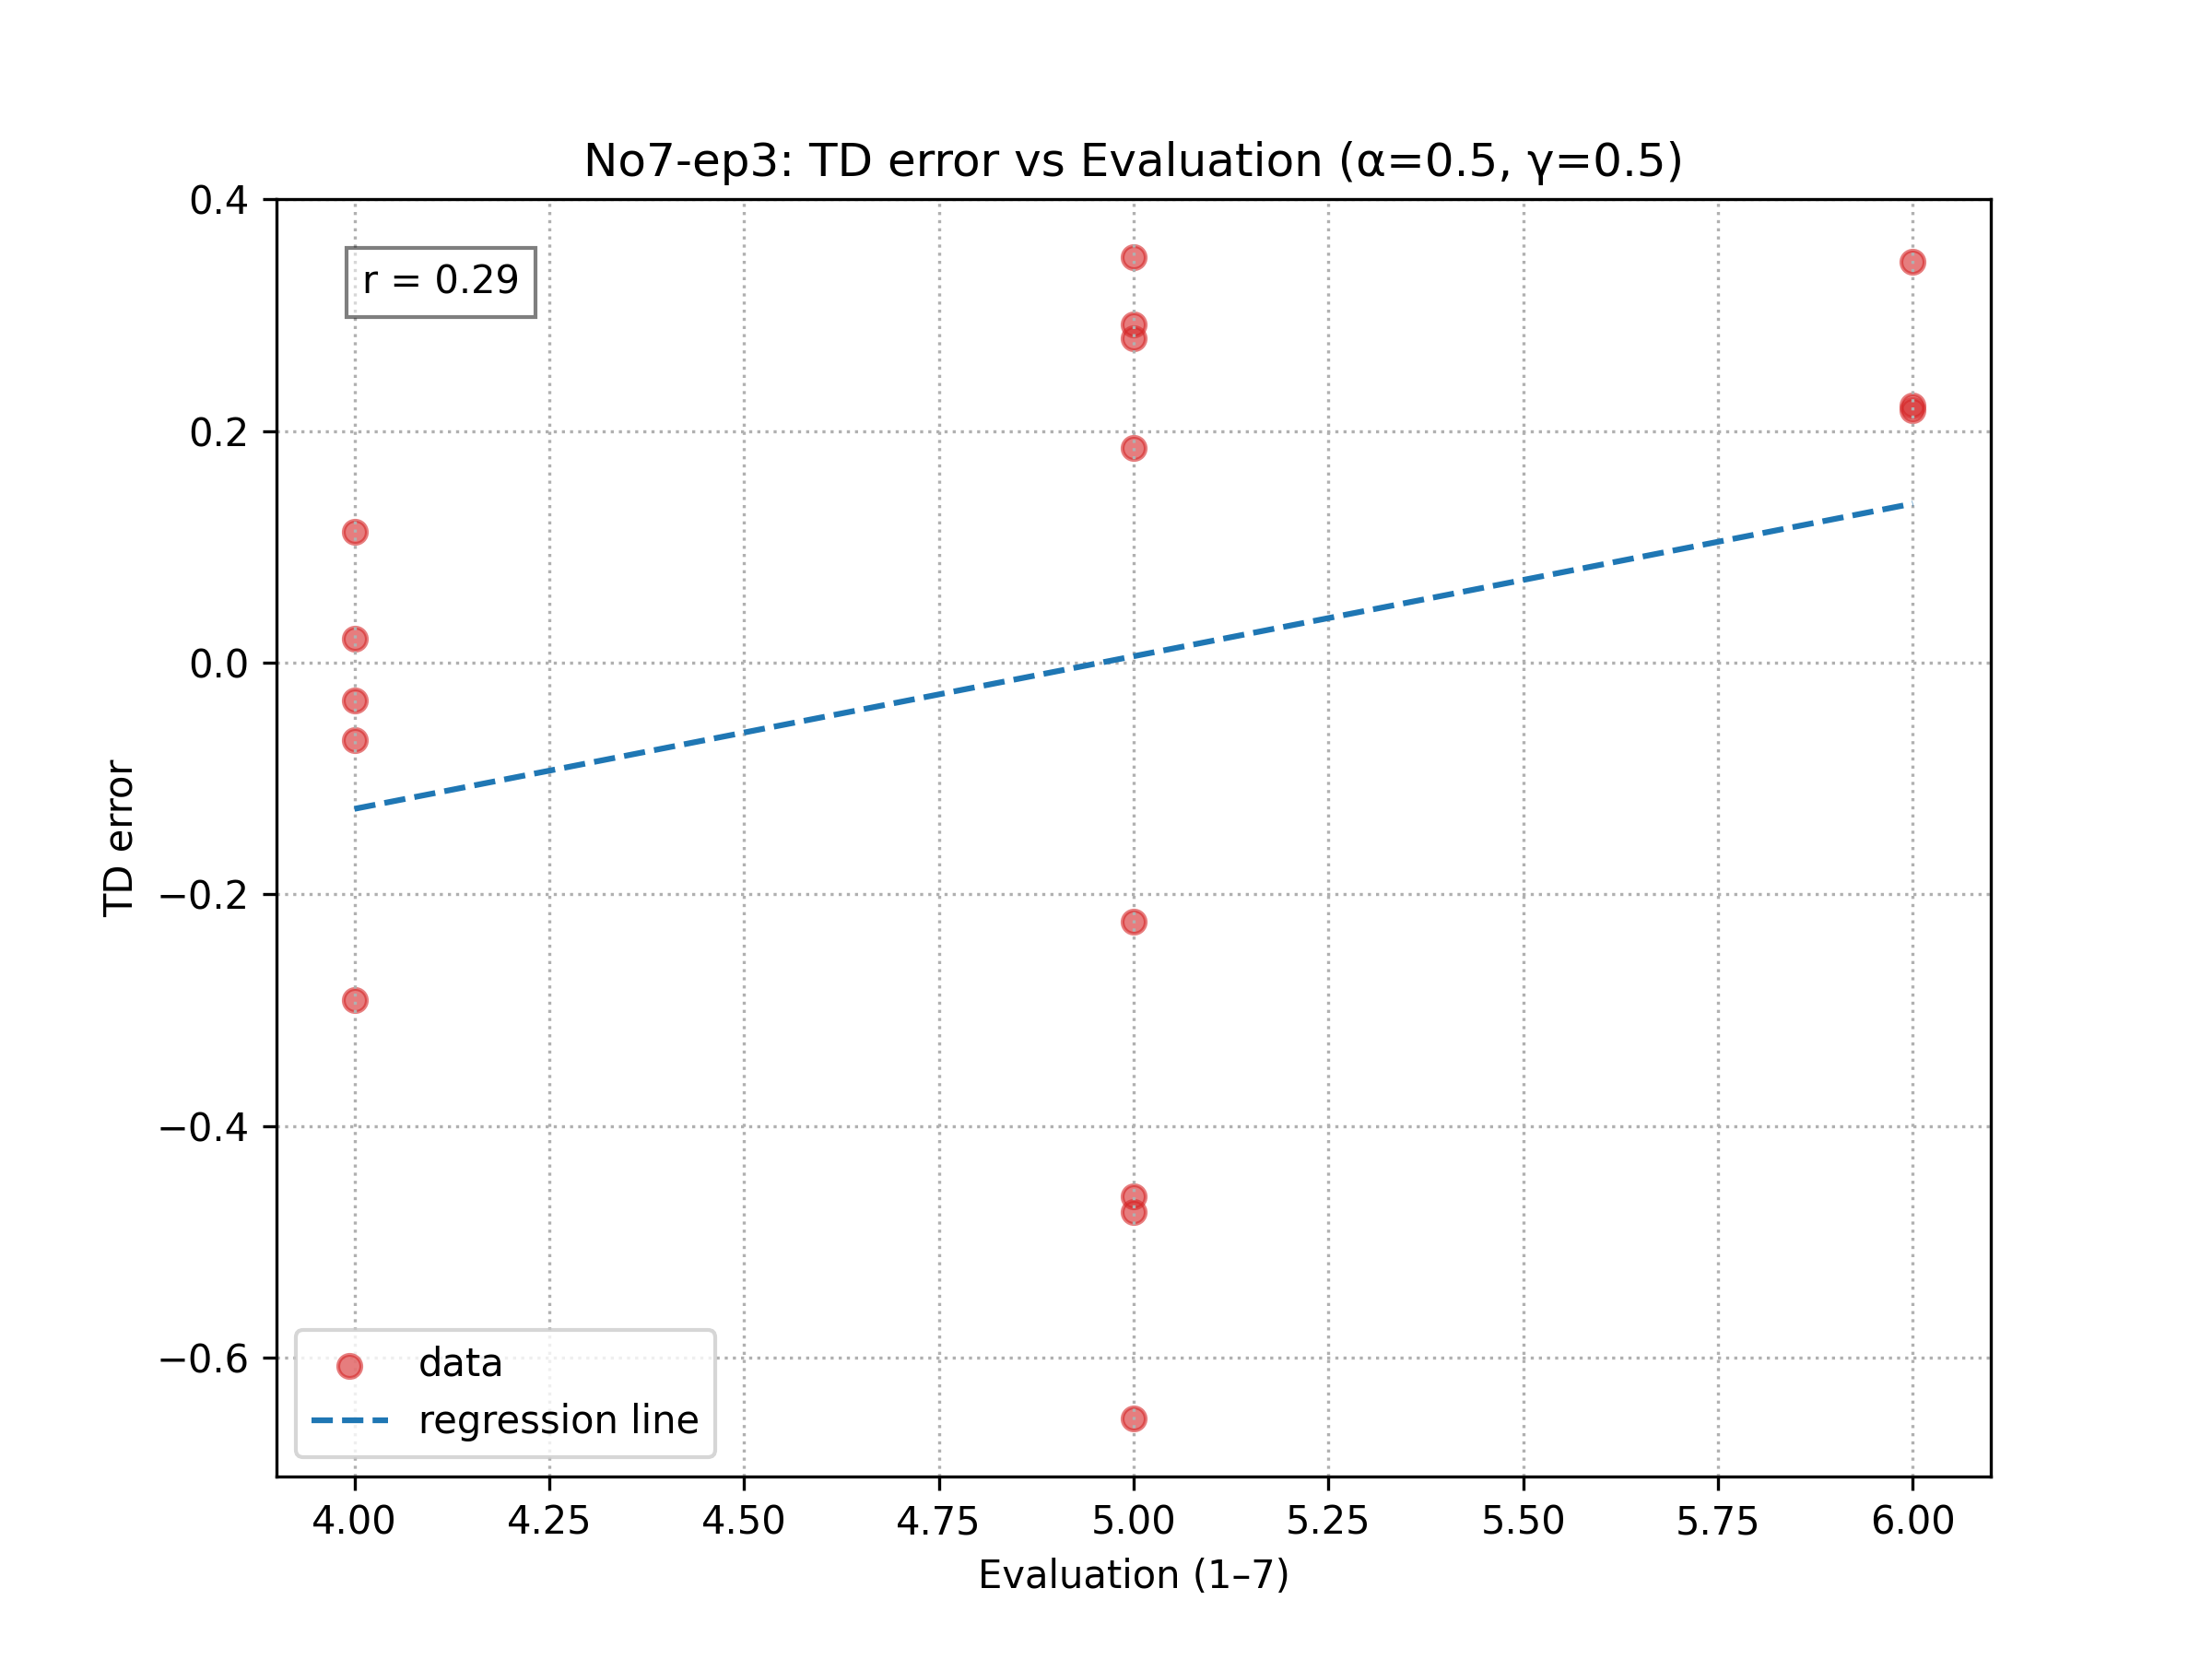 No7-ep3: TD error vs Evaluation (α=0.5, γ=0.5)
r = 0.29
0.4
0.2
0.0
−0.2
−0.4
−0.6
TD error
data
regression line
4.00 4.25 4.50 4.75 5.00 5.25 5.50 5.75 6.00
Evaluation (1–7)